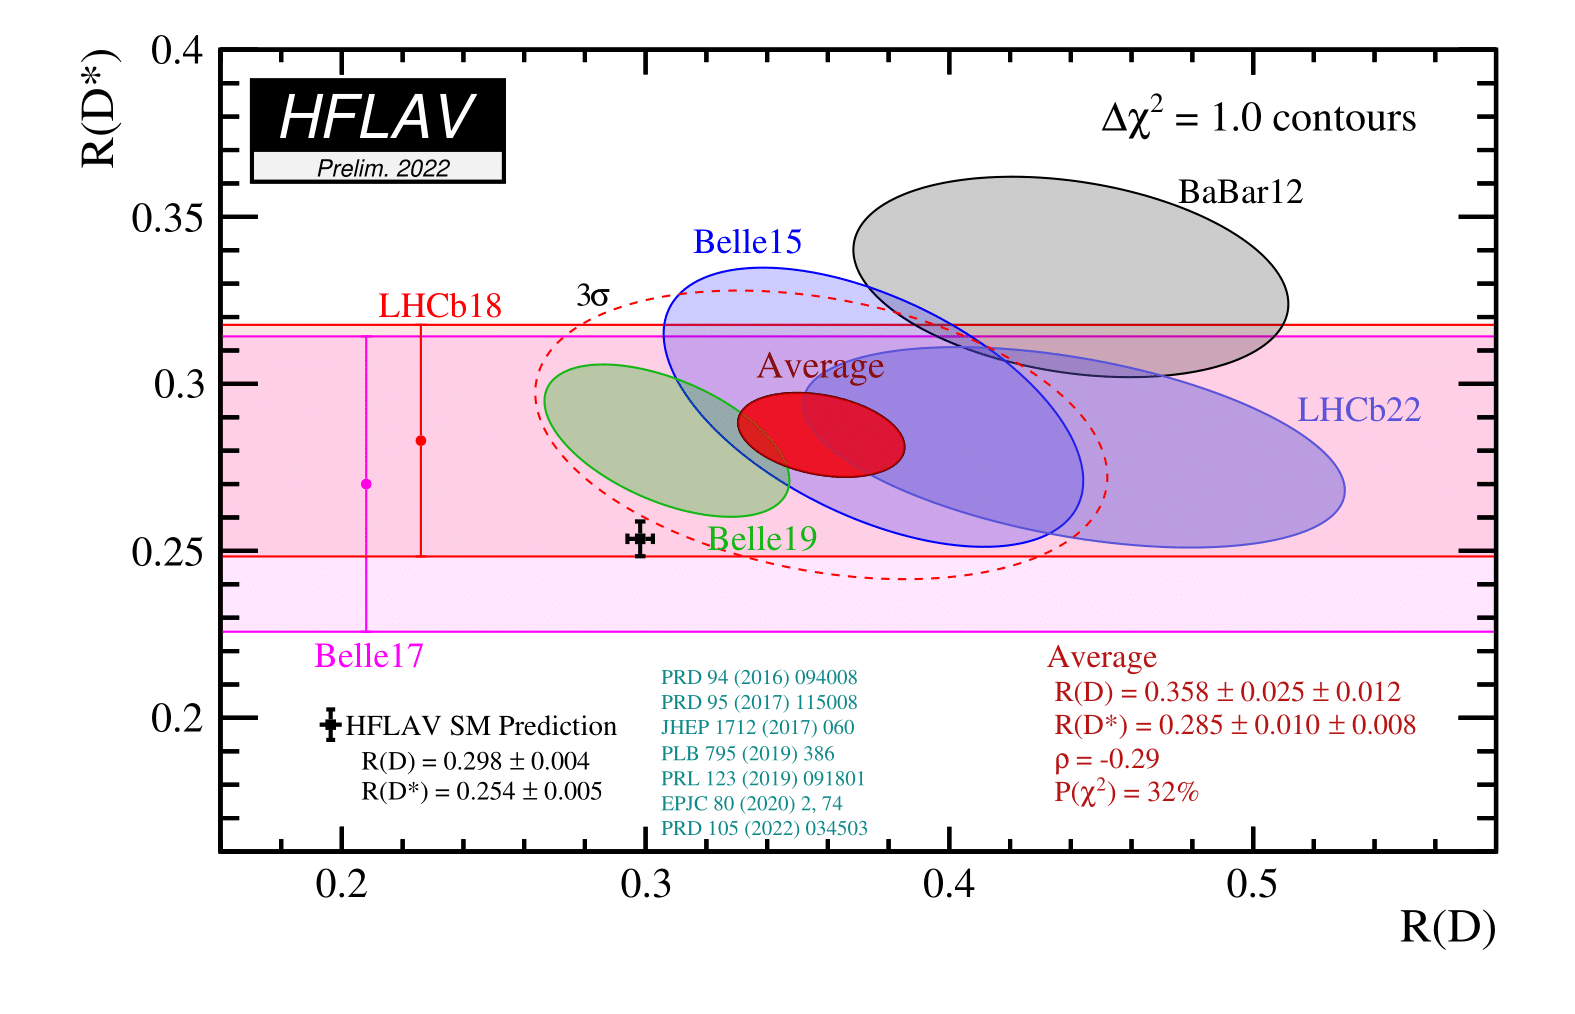 R(D*)
0.4
0.35
0.3
0.25
0.2
HFLAV
Prelim. 2022
Δχ² = 1.0 contours
BaBar12
Belle15
3σ
LHCb18
Average
LHCb22
Belle19
Belle17
HFLAV SM Prediction
R(D) = 0.298 ± 0.004
R(D*) = 0.254 ± 0.005
PRD 94 (2016) 094008
PRD 95 (2017) 115008
JHEP 1712 (2017) 060
PLB 795 (2019) 386
PRL 123 (2019) 091801
EPJC 80 (2020) 2, 74
PRD 105 (2022) 034503
Average
R(D) = 0.358 ± 0.025 ± 0.012
R(D*) = 0.285 ± 0.010 ± 0.008
ρ = -0.29
P(χ²) = 32%
0.2
0.3
0.4
0.5
R(D)